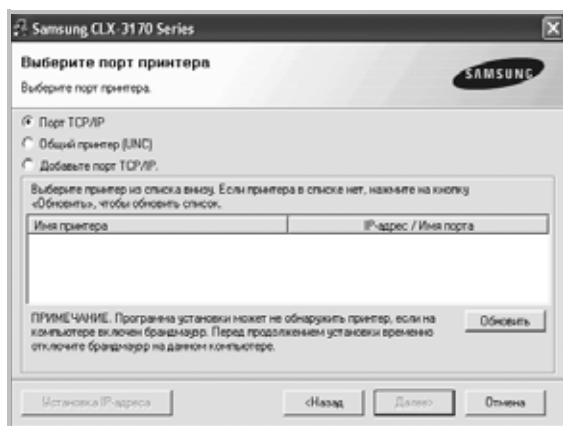 Samsung CLX-3170 Series
Выберите порт принтера
Выберите порт принтера.
SAMSUNG
Порт TCP/IP
Общий принтер (UNC)
Добавьте порт TCP/IP.
Выберите принтер из списка внизу. Если принтера в списке нет, нажмите на кнопку
«Обновить», чтобы обновить список.
Имя принтера IP-адрес / Имя порта
ПРИМЕЧАНИЕ. Программа установки может не обнаружить принтер, если на
компьютере включен брандмаурр. Перед продолжением установки временно
отключите брандмаурр на данном компьютере.
Обновить
Установка IP-адреса <Назад Далее> Отмена